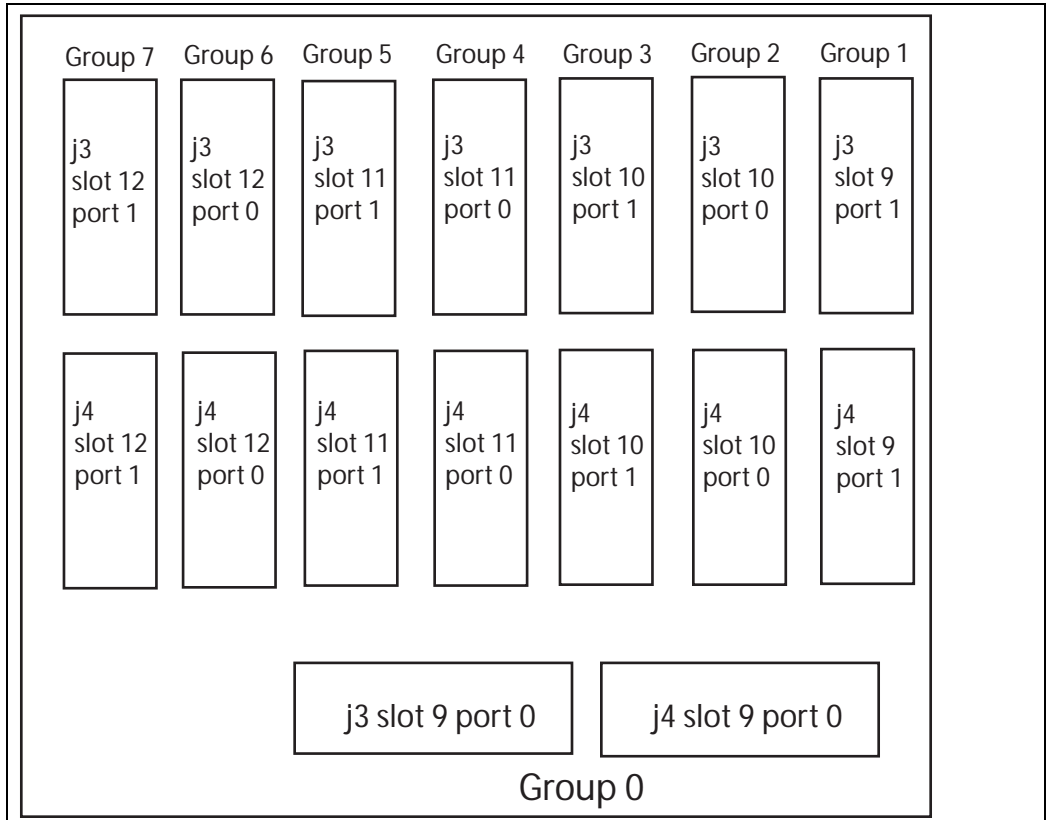 Group 7 Group 6 Group 5 Group 4 Group 3 Group 2 Group 1
j3
slot 12
port 1
j3
slot 12
port 0
j3
slot 11
port 1
j3
slot 11
port 0
j3
slot 10
port 1
j3
slot 10
port 0
j3
slot 9
port 1
j4
slot 12
port 1
j4
slot 12
port 0
j4
slot 11
port 1
j4
slot 11
port 0
j4
slot 10
port 1
j4
slot 10
port 0
j4
slot 9
port 1
j3 slot 9 port 0
j4 slot 9 port 0
Group 0